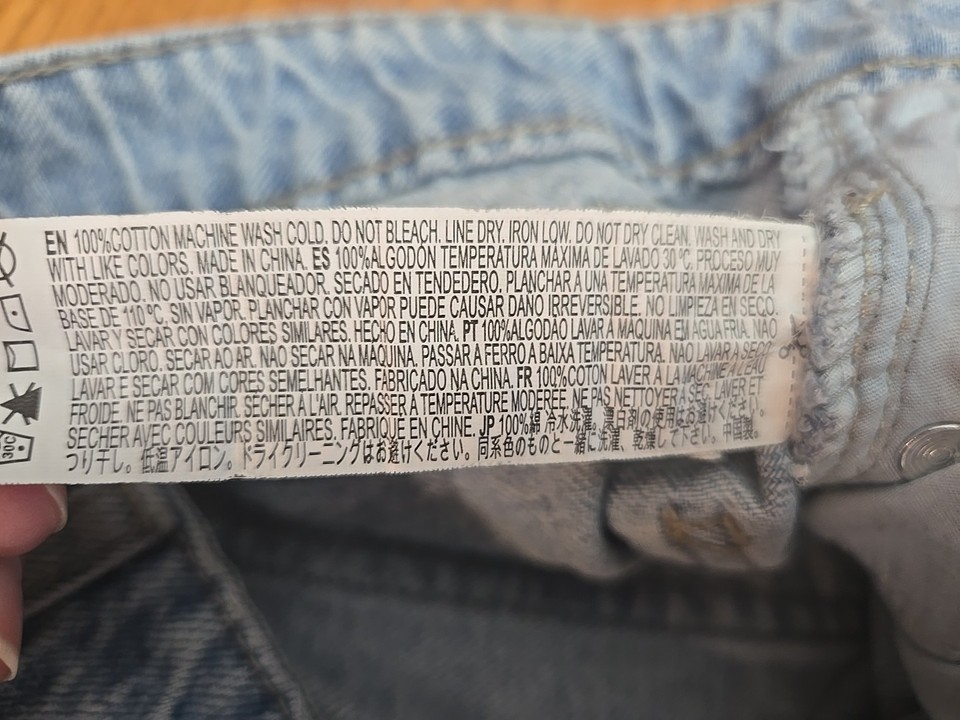 EN 100%COTTON MACHINE WASH COLD. DO NOT BLEACH. LINE DRY. IRON LOW. DO NOT DRY CLEAN. WASH AND DRY
WITH LIKE COLORS. MADE IN CHINA. ES 100%ALGODÓN TEMPERATURA MÁXIMA DE LAVADO 30 ºC. PROCESO MUY
MODERADO. NO USAR BLANQUEADOR. SECADO EN TENDEDERO. PLANCHAR A UNA TEMPERATURA MÁXIMA DE LA
BASE DE 110 ºC. SIN VAPOR. PLANCHAR CON VAPOR PUEDE CAUSAR DANO IRREVERSIBLE. NO LIMPIEZA EN SECO.
LAVAR Y SECAR CON COLORES SIMILARES. HECHO EN CHINA. PT 100%ALGODÃO LAVAR À MAQUINA EM AGUA FRIA. NÃO
USAR CLORO. SECAR AO AR. NÃO SECAR NA MAQUINA. PASSAR A FERRO A BAIXA TEMPERATURA. NÃO LAVAR A SECO
LAVAR E SECAR COM CORES SEMELHANTES. FABRICADO NA CHINA. FR 100%COTON LAVER À LA MACHINE À L'EAU
FROIDE. NE PAS BLANCHIR. SÉCHER À L'AIR. REPASSER À TEMPÉRATURE MODÉRÉE. NE PAS NETTOYER À SEC. LAVER ET
SÉCHER AVEC COULEURS SIMILAIRES. FABRIQUÉ EN CHINE. JP 100%綿 冷水洗濯。漂白剤の使用はお避けください。
つり干し。低温アイロン。ドライクリーニングはお避けください。同系色のものと一緒に洗濯、乾燥して下さい。中国製。
30C